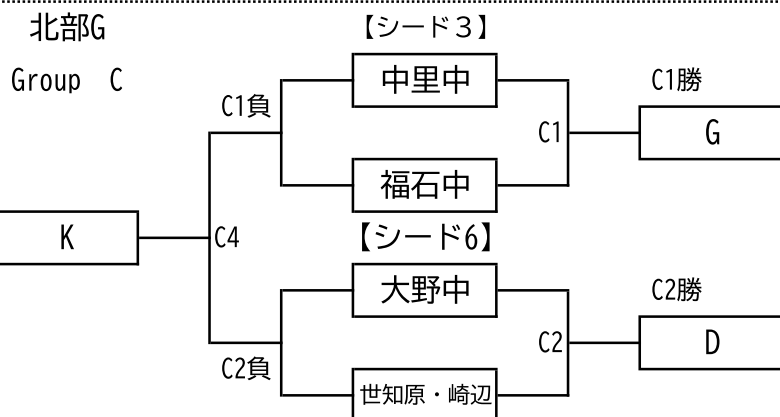 北部G
【シード３】
Group C
中里中
C1勝
C1負
C1
G
福石中
K
C4
【シード6】
大野中
C2勝
C2負
C2
D
世知原・崎辺